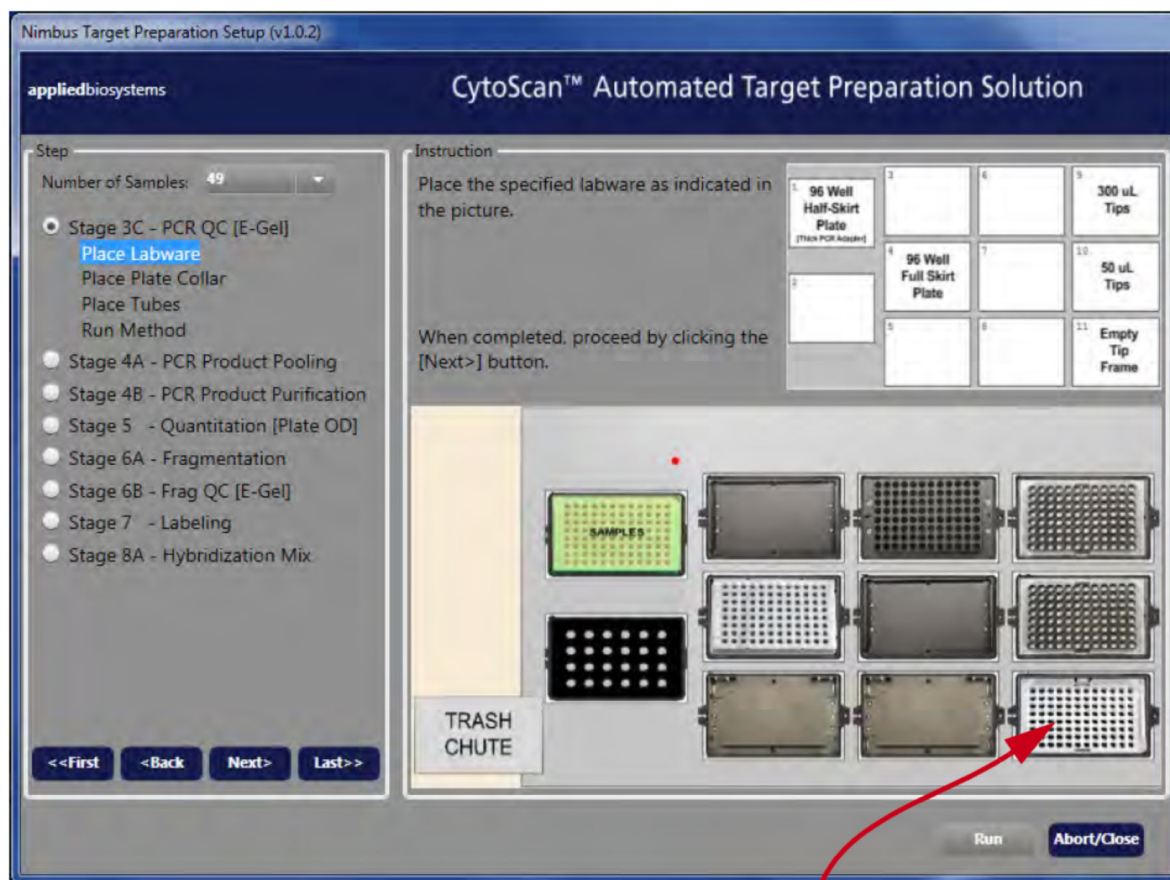 Nimbus Target Preparation Setup (v1.0.2)
appliedbiosystems
CytoScan™ Automated Target Preparation Solution
Step
Number of Samples: 49
Stage 3C - PCR QC [E-Gel]
Place Labware
Place Plate Collar
Place Tubes
Run Method
Stage 4A - PCR Product Pooling
Stage 4B - PCR Product Purification
Stage 5 - Quantitation [Plate OD]
Stage 6A - Fragmentation
Stage 6B - Frag QC [E-Gel]
Stage 7 - Labeling
Stage 8A - Hybridization Mix
<<First
<Back
Next>
Last>>
Instruction
Place the specified labware as indicated in
the picture.
When completed, proceed by clicking the
[Next>] button.
1
96 Well
Half-Skirt
Plate
[Thick PCR Adapter]
2
3
4
96 Well
Full Skirt
Plate
5
6
7
8
9
300 uL
Tips
10
50 uL
Tips
11
Empty
Tip
Frame
SAMPLES
TRASH
CHUTE
Run
Abort/Close